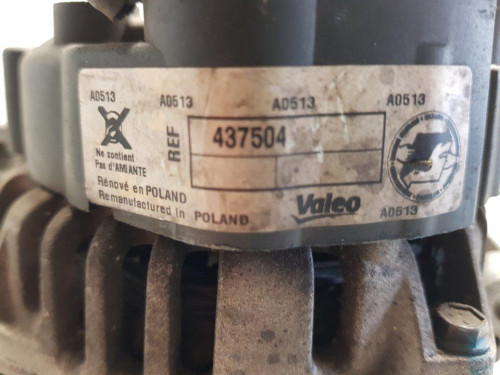 A0513 A0513 A0513 A0513
REF
437504
Ne contient
Pas d'AMIANTE
Rénové en POLAND
Remanufactured in POLAND
Valeo
A0513